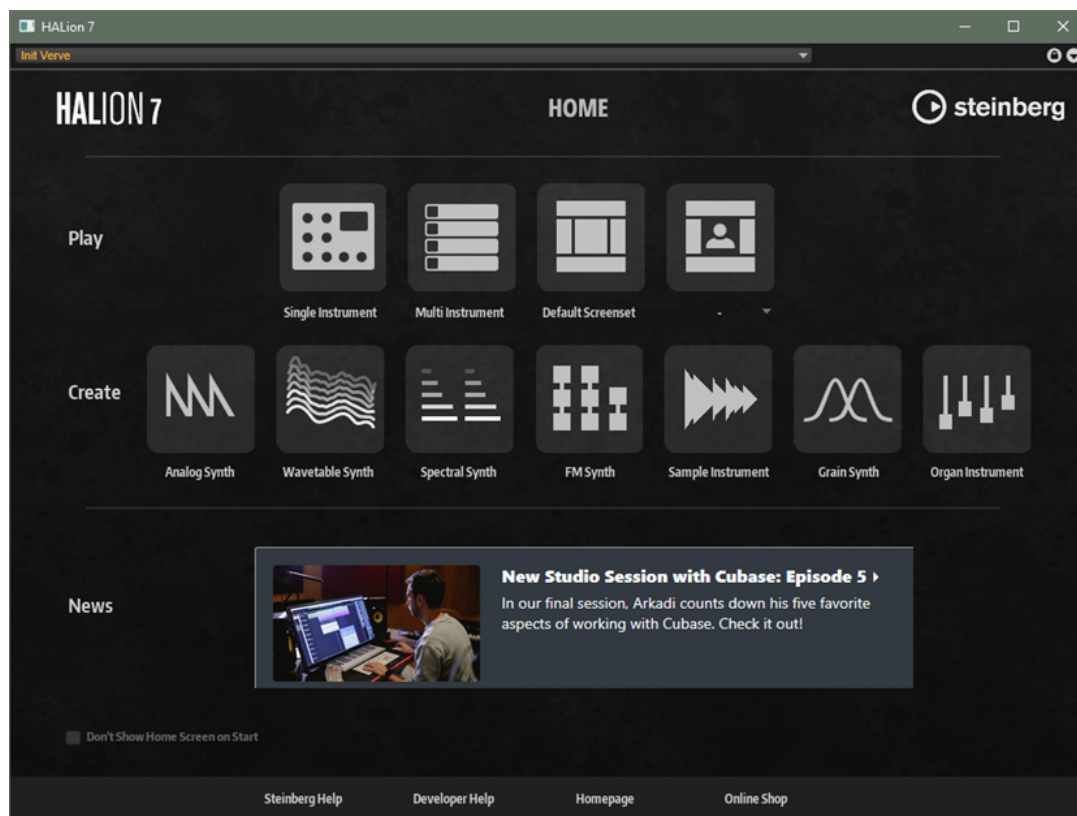 HALion 7
Init Verve
HALION 7
HOME
steinberg
Play
Single Instrument
Multi Instrument
Default Screenset
-
Create
Analog Synth
Wavetable Synth
Spectral Synth
FM Synth
Sample Instrument
Grain Synth
Organ Instrument
News
New Studio Session with Cubase: Episode 5
In our final session, Arkadi counts down his five favorite
aspects of working with Cubase. Check it out!
Don't Show Home Screen on Start
Steinberg Help
Developer Help
Homepage
Online Shop